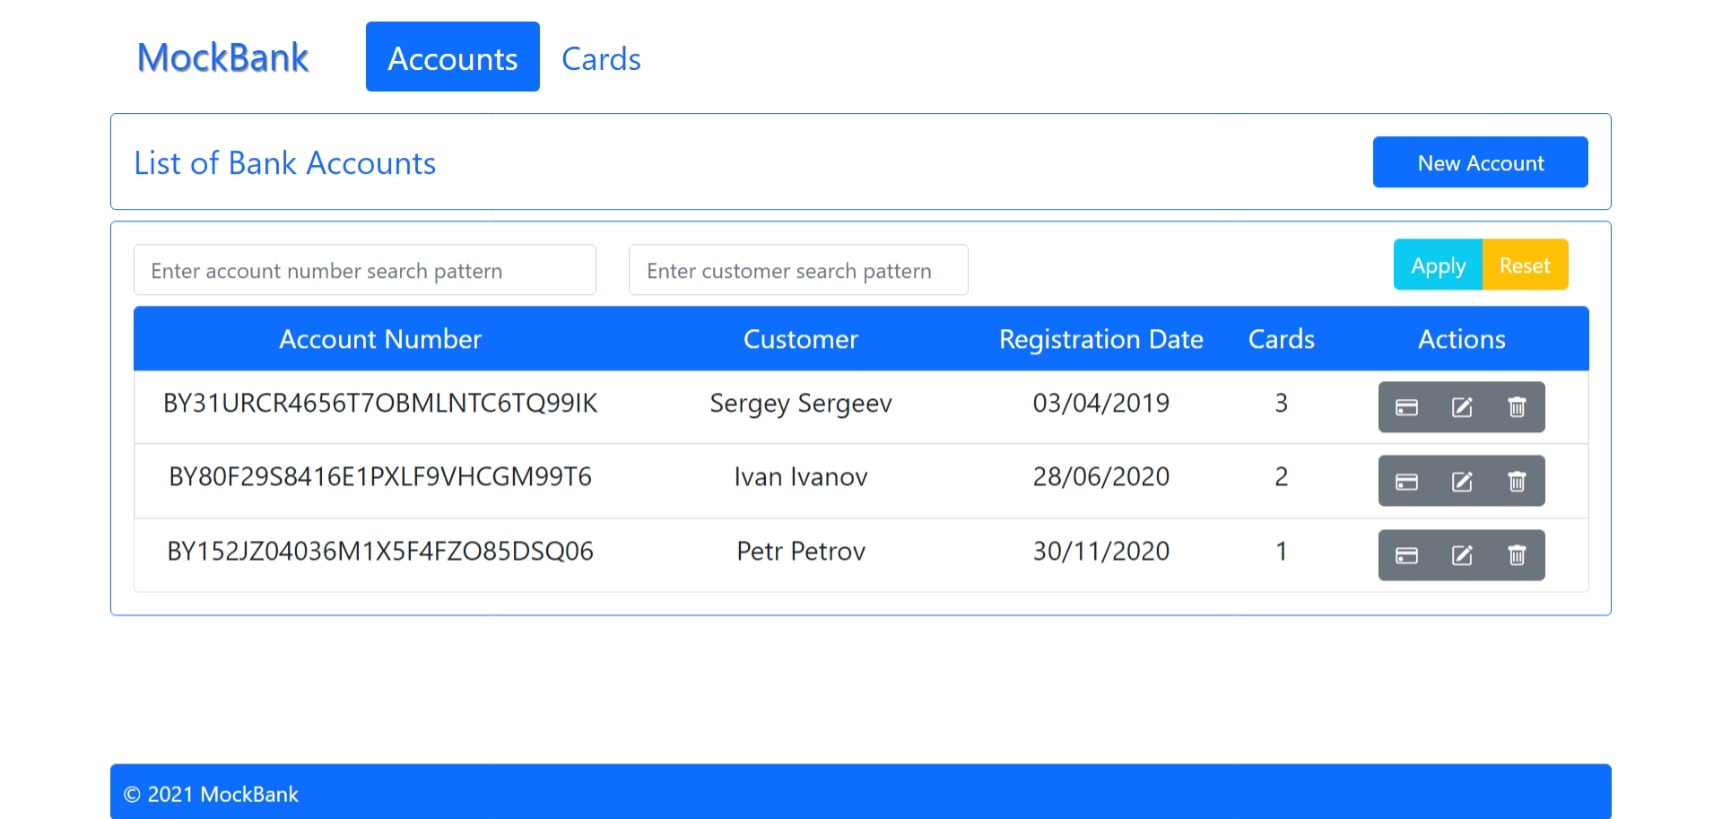 MockBank Accounts Cards
List of Bank Accounts New Account
Enter account number search pattern Enter customer search pattern Apply Reset
Account Number Customer Registration Date Cards Actions
BY31URCR4656T7OBMLNTC6TQ99IK Sergey Sergeev 03/04/2019 3
BY80F29S8416E1PXLF9VHCGM99T6 Ivan Ivanov 28/06/2020 2
BY152JZ04036M1X5F4FZO85DSQ06 Petr Petrov 30/11/2020 1
© 2021 MockBank